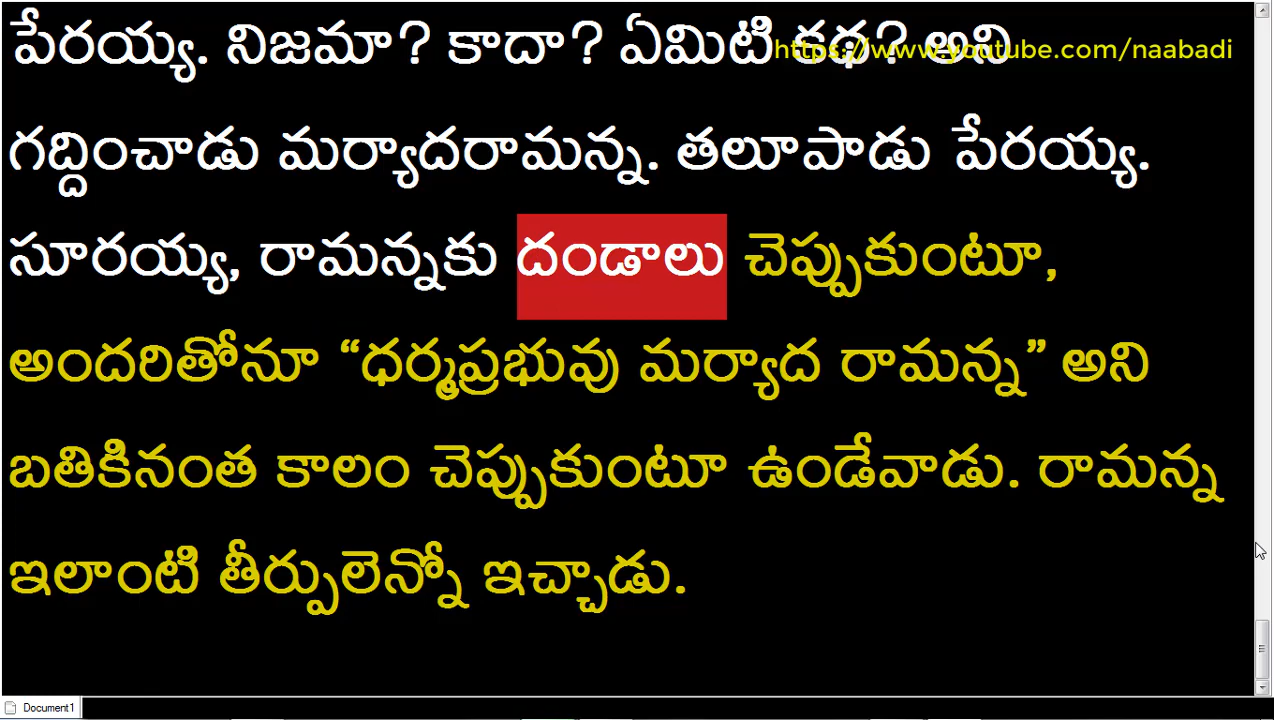 పేరయ్య. నిజమా? కాదా? ఏమిటి కథ? అని
https://www.youtube.com/naabadi
గద్దించాడు మర్యాదరామన్న. తలూపాడు పేరయ్య.
సూరయ్య, రామన్నకు దండాలు చెప్పుకుంటూ,
అందరితోనూ “ధర్మప్రభువు మర్యాద రామన్న” అని
బతికినంత కాలం చెప్పుకుంటూ ఉండేవాడు. రామన్న
ఇలాంటి తీర్పులెన్నో ఇచ్చాడు.
Document1